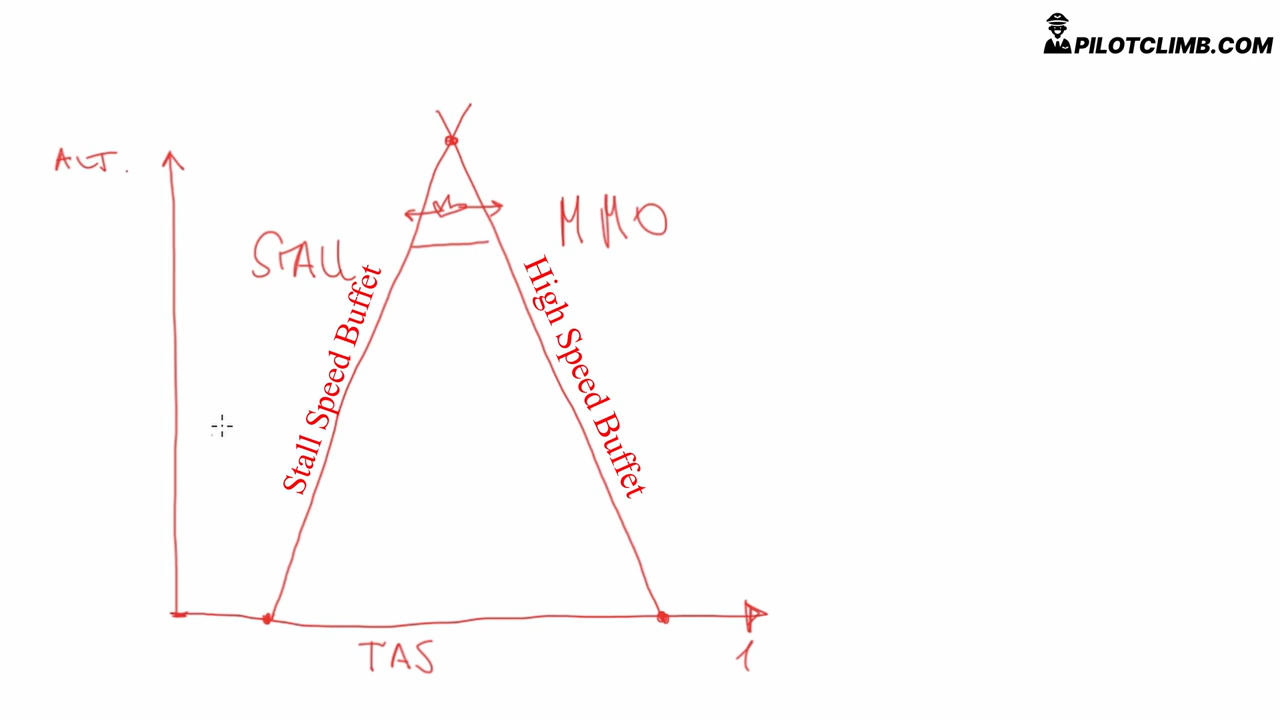 PILOTCLIMB.COM
ALT.
MMO
STALL
Stall Speed Buffet
High Speed Buffet
TAS
1